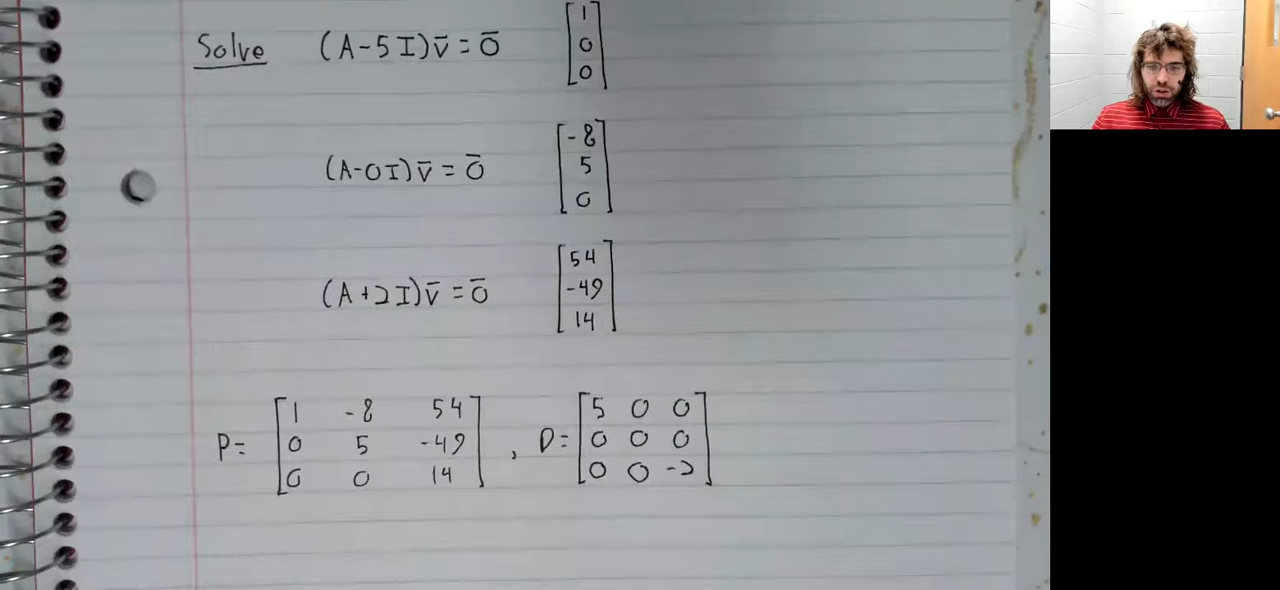 Solve (A-5I)v̄ = 0̄ [1 0 0]
(A-0I)v̄ = 0̄ [-8 5 0]
(A+2I)v̄ = 0̄ [54 -49 14]
P = [1 -8 54 ; 0 5 -49 ; 0 0 14] , D = [5 0 0 ; 0 0 0 ; 0 0 -2]